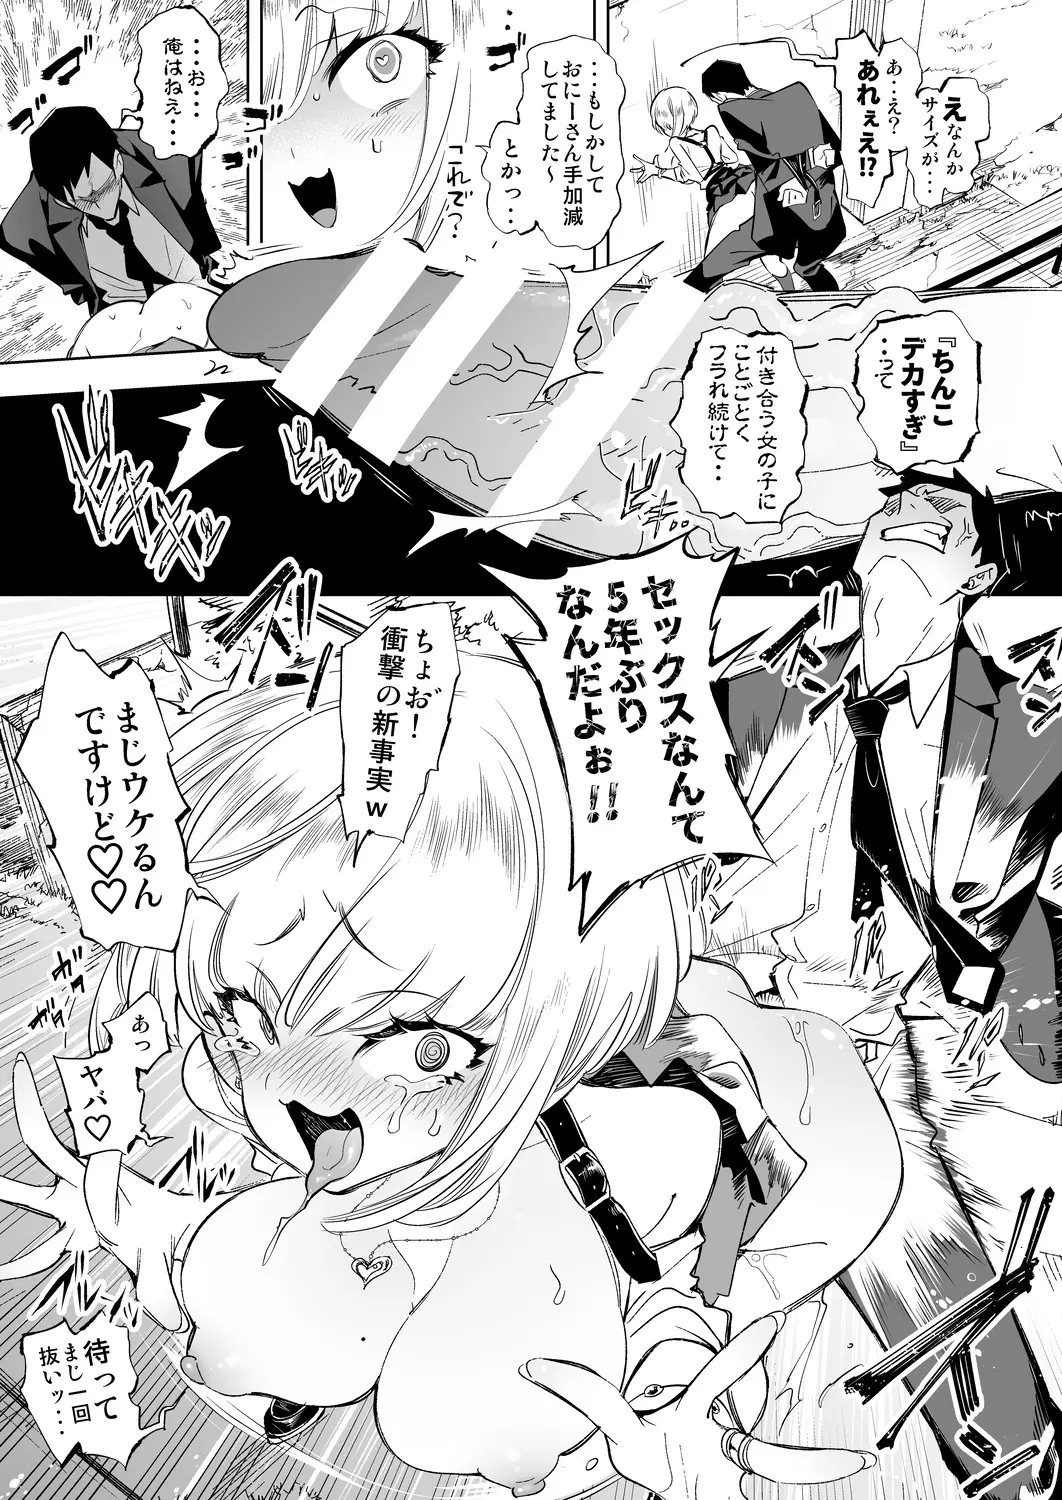 えなんか
サイズが・・・
あ・・え?
あれぇえ!?
・・・もしかして
おにーさん手加減
してました~
とかっ・・
「これで?」
・・お・・・
俺はねえ・・・
『ちんこ
デカすぎ』
・・って
付き合う女の子に
ことごとく
フラれ続けて・・
セックスなんて
5年ぶり
なんだよぉ!!
ちょお!
衝撃の新事実w
まじウケるん
ですけど♡♡
あっ
ヤバ♡
待って
まじ一回
抜いッ・・・